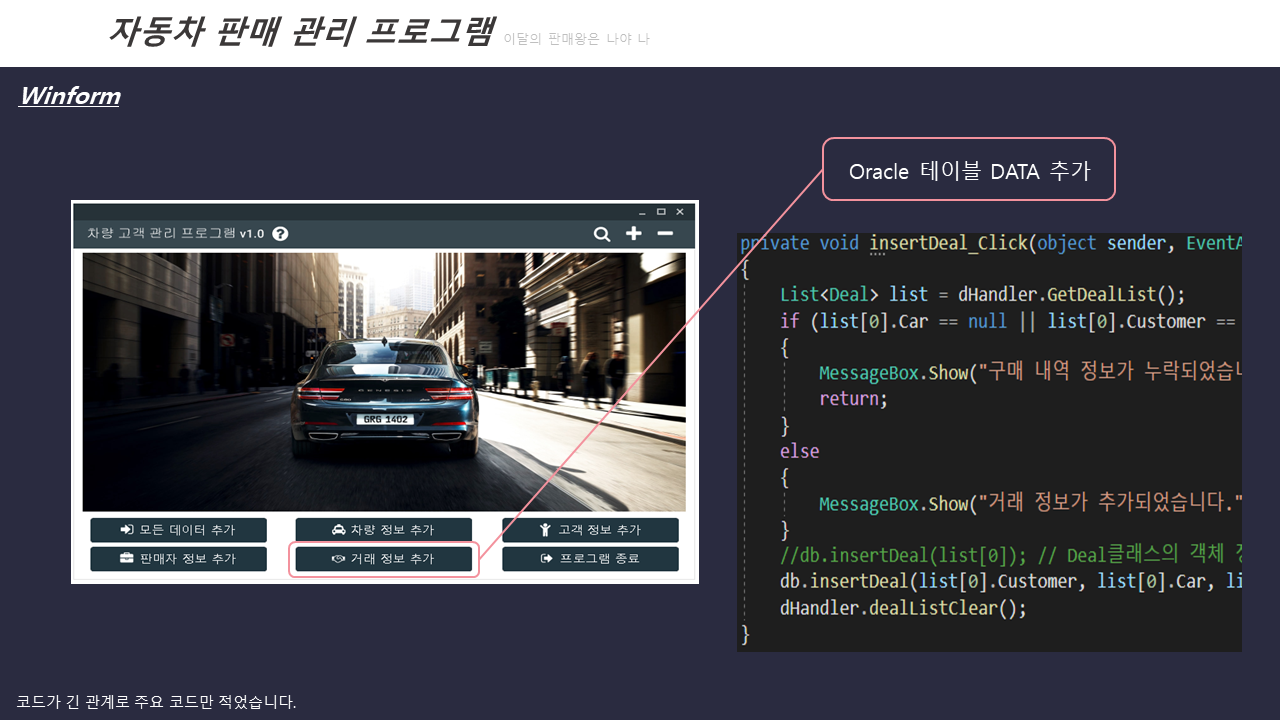 자동차 판매 관리 프로그램 이달의 판매왕은 나야 나
Winform
Oracle 테이블 DATA 추가
차량 고객 관리 프로그램 v1.0
GENESIS
GRG 1402
모든 데이터 추가
차량 정보 추가
고객 정보 추가
판매자 정보 추가
거래 정보 추가
프로그램 종료
private void insertDeal_Click(object sender, EventA
{
List<Deal> list = dHandler.GetDealList();
if (list[0].Car == null || list[0].Customer ==
{
MessageBox.Show("구매 내역 정보가 누락되었습니
return;
}
else
{
MessageBox.Show("거래 정보가 추가되었습니다."
}
//db.insertDeal(list[0]); // Deal클래스의 객체
db.insertDeal(list[0].Customer, list[0].Car, li
dHandler.dealListClear();
}
코드가 긴 관계로 주요 코드만 적었습니다.